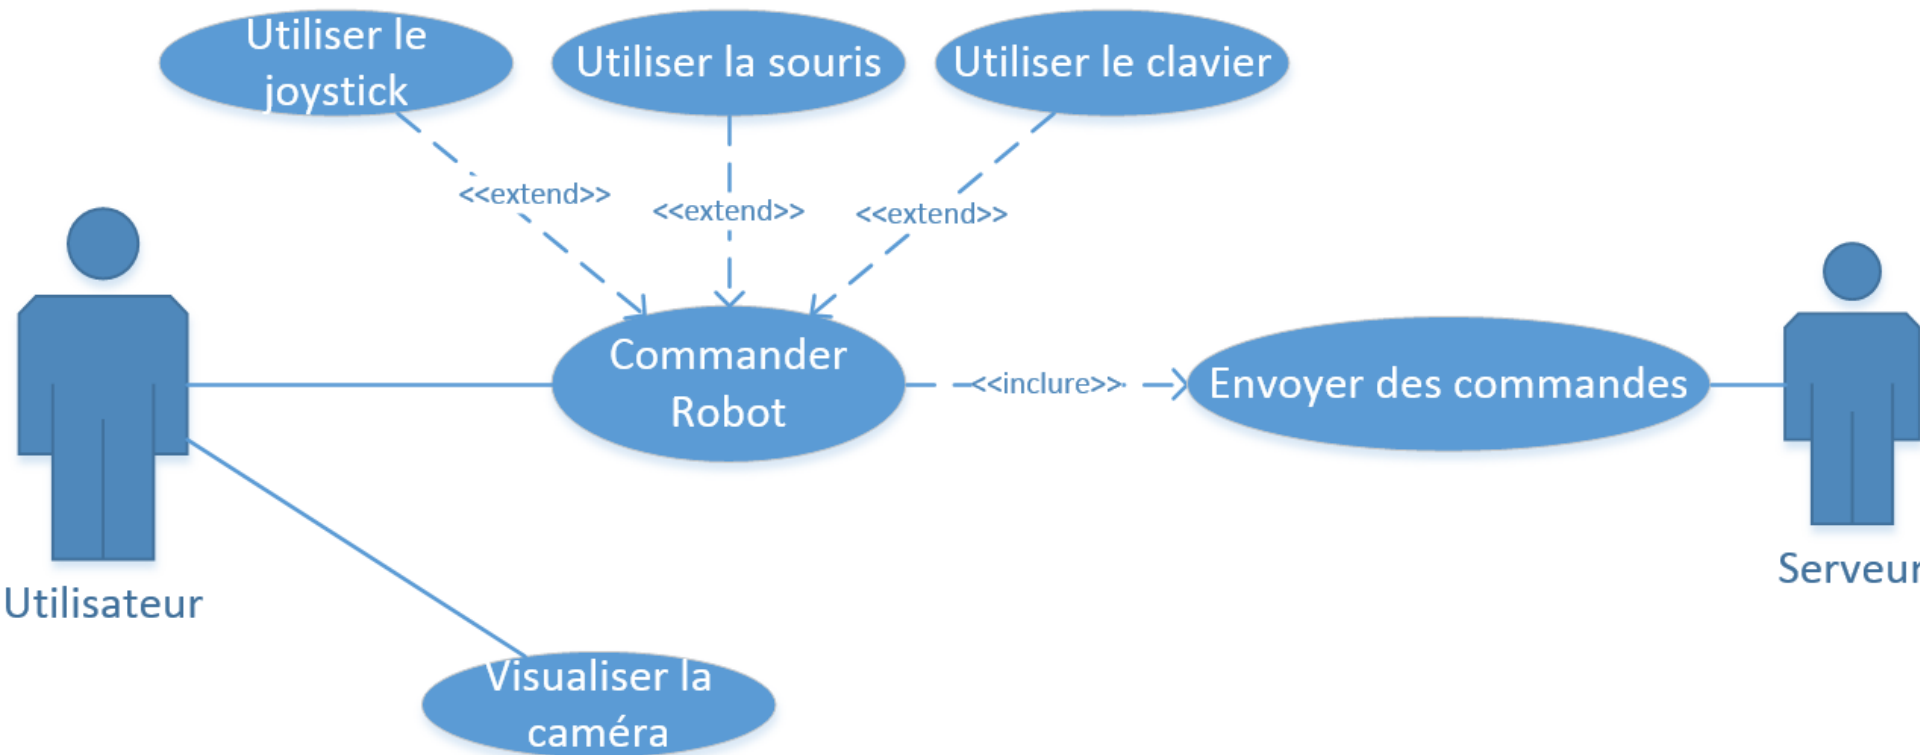 Utiliser le
joystick
Utiliser la souris
Utiliser le clavier
<<extend>>
<<extend>>
<<extend>>
Commander
Robot
<<inclure>>
Envoyer des commandes
Utilisateur
Serveur
Visualiser la
caméra